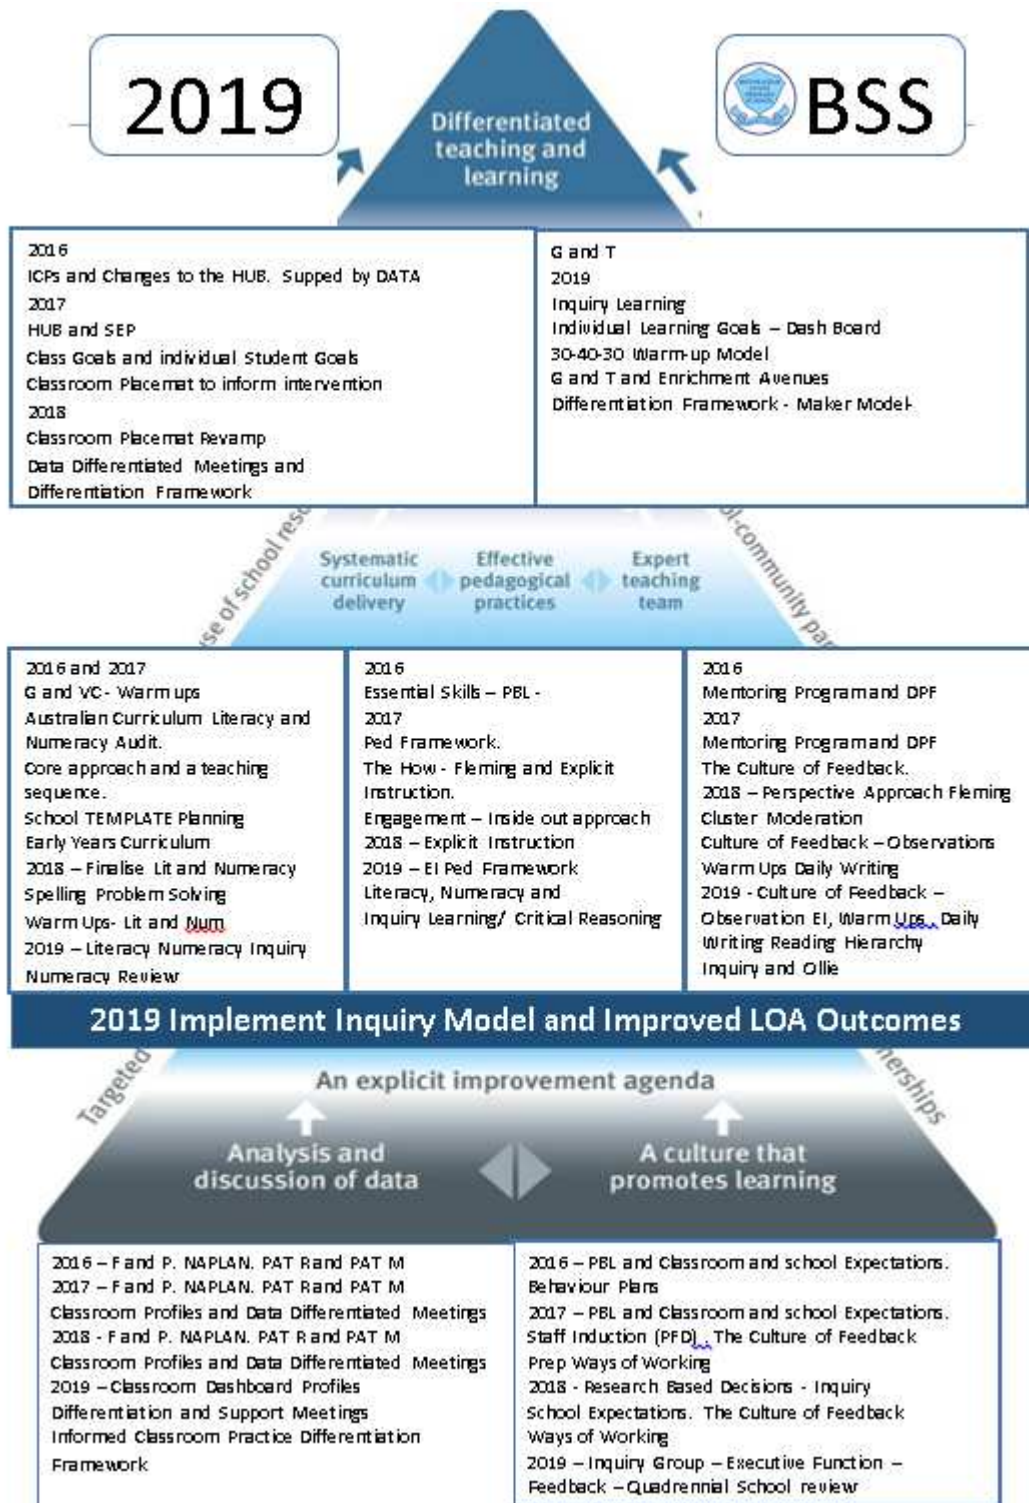 2019
BSS
Differentiated
teaching and
learning
2016
ICPs and Changes to the HUB. Supped by DATA
2017
HUB and SEP
Class Goals and individual Student Goals
Classroom Placemat to inform intervention
2018
Classroom Placemat Revamp
Data Differentiated Meetings and
Differentiation Framework
G and T
2019
Inquiry Learning
Individual Learning Goals – Dash Board
30-40-30 Warm-up Model
G and T and Enrichment Avenues
Differentiation Framework - Maker Model-
use of school reso
ol-community par
Systematic
curriculum
delivery
Effective
pedagogical
practices
Expert
teaching
team
2016 and 2017
G and VC - Warm ups
Australian Curriculum Literacy and
Numeracy Audit.
Core approach and a teaching
sequence.
School TEMPLATE Planning
Early Years Curriculum
2018 – Finalise Lit and Numeracy
Spelling Problem Solving
Warm Ups- Lit and Num
2019 – Literacy Numeracy Inquiry
Numeracy Review
2016
Essential Skills – PBL -
2017
Ped Framework.
The How - Fleming and Explicit
Instruction.
Engagement – Inside out approach
2018 – Explicit Instruction
2019 – EI Ped Framework
Literacy, Numeracy and
Inquiry Learning/ Critical Reasoning
2016
Mentoring Program and DPF
2017
Mentoring Program and DPF
The Culture of Feedback.
2018 – Perspective Approach Fleming
Cluster Moderation
Culture of Feedback – Observations
Warm Ups Daily Writing
2019 - Culture of Feedback –
Observation EI, Warm Ups , Daily
Writing Reading Hierarchy
Inquiry and Ollie
2019 Implement Inquiry Model and Improved LOA Outcomes
Targeted
nerships
An explicit improvement agenda
Analysis and
discussion of data
A culture that
promotes learning
2016 – F and P. NAPLAN. PAT R and PAT M
2017 – F and P. NAPLAN. PAT R and PAT M
Classroom Profiles and Data Differentiated Meetings
2018 - F and P. NAPLAN. PAT R and PAT M
Classroom Profiles and Data Differentiated Meetings
2019 – Classroom Dashboard Profiles
Differentiation and Support Meetings
Informed Classroom Practice Differentiation
Framework
2016 – PBL and Classroom and school Expectations.
Behaviour Plans
2017 – PBL and Classroom and school Expectations.
Staff Induction (PFD) . The Culture of Feedback
Prep Ways of Working
2018 - Research Based Decisions - Inquiry
School Expectations. The Culture of Feedback
Ways of Working
2019 – Inquiry Group – Executive Function –
Feedback – Quadrennial School review